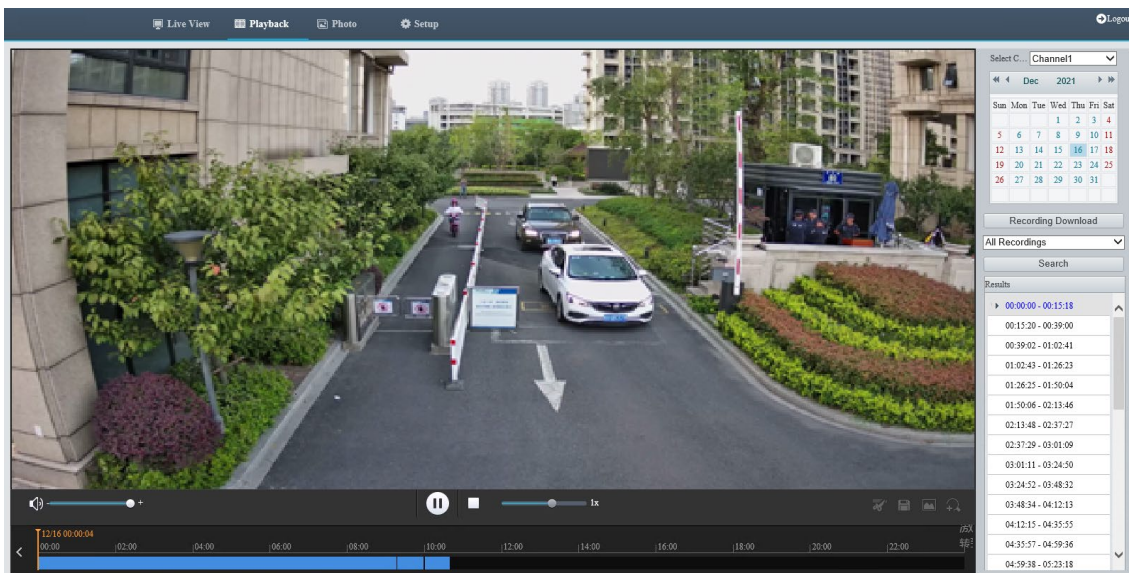 Live View Playback Photo Setup Logou
Select C... Channel1
Dec 2021
Sun Mon Tue Wed Thu Fri Sat
1 2 3 4
5 6 7 8 9 10 11
12 13 14 15 16 17 18
19 20 21 22 23 24 25
26 27 28 29 30 31
Recording Download
All Recordings
Search
Results
00:00:00 - 00:15:18
00:15:20 - 00:39:00
00:39:02 - 01:02:41
01:02:43 - 01:26:23
01:26:25 - 01:50:04
01:50:06 - 02:13:46
02:13:48 - 02:37:27
02:37:29 - 03:01:09
03:01:11 - 03:24:50
03:24:52 - 03:48:32
03:48:34 - 04:12:13
04:12:15 - 04:35:55
04:35:57 - 04:59:36
04:59:38 - 05:23:18
+ 1x
12/16 00:00:04
00:00 02:00 04:00 06:00 08:00 10:00 12:00 14:00 16:00 18:00 20:00 22:00